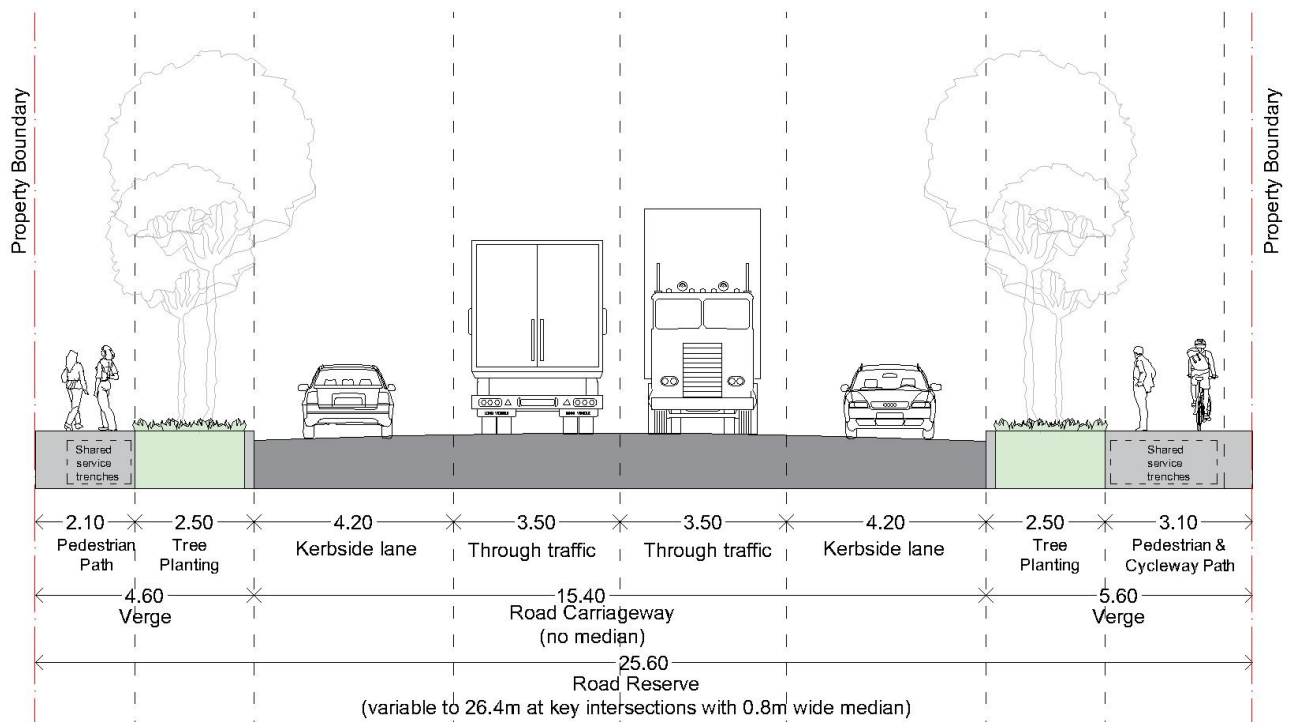 Property Boundary
Property Boundary
LONG VEHICLE
Shared
service
trenches
Shared
service
trenches
2.10
2.50
4.20
3.50
3.50
4.20
2.50
3.10
Pedestrian
Path
Tree
Planting
Kerbside lane
Through traffic
Through traffic
Kerbside lane
Tree
Planting
Pedestrian &
Cycleway Path
4.60
Verge
15.40
Road Carriageway
(no median)
5.60
Verge
25.60
Road Reserve
(variable to 26.4m at key intersections with 0.8m wide median)